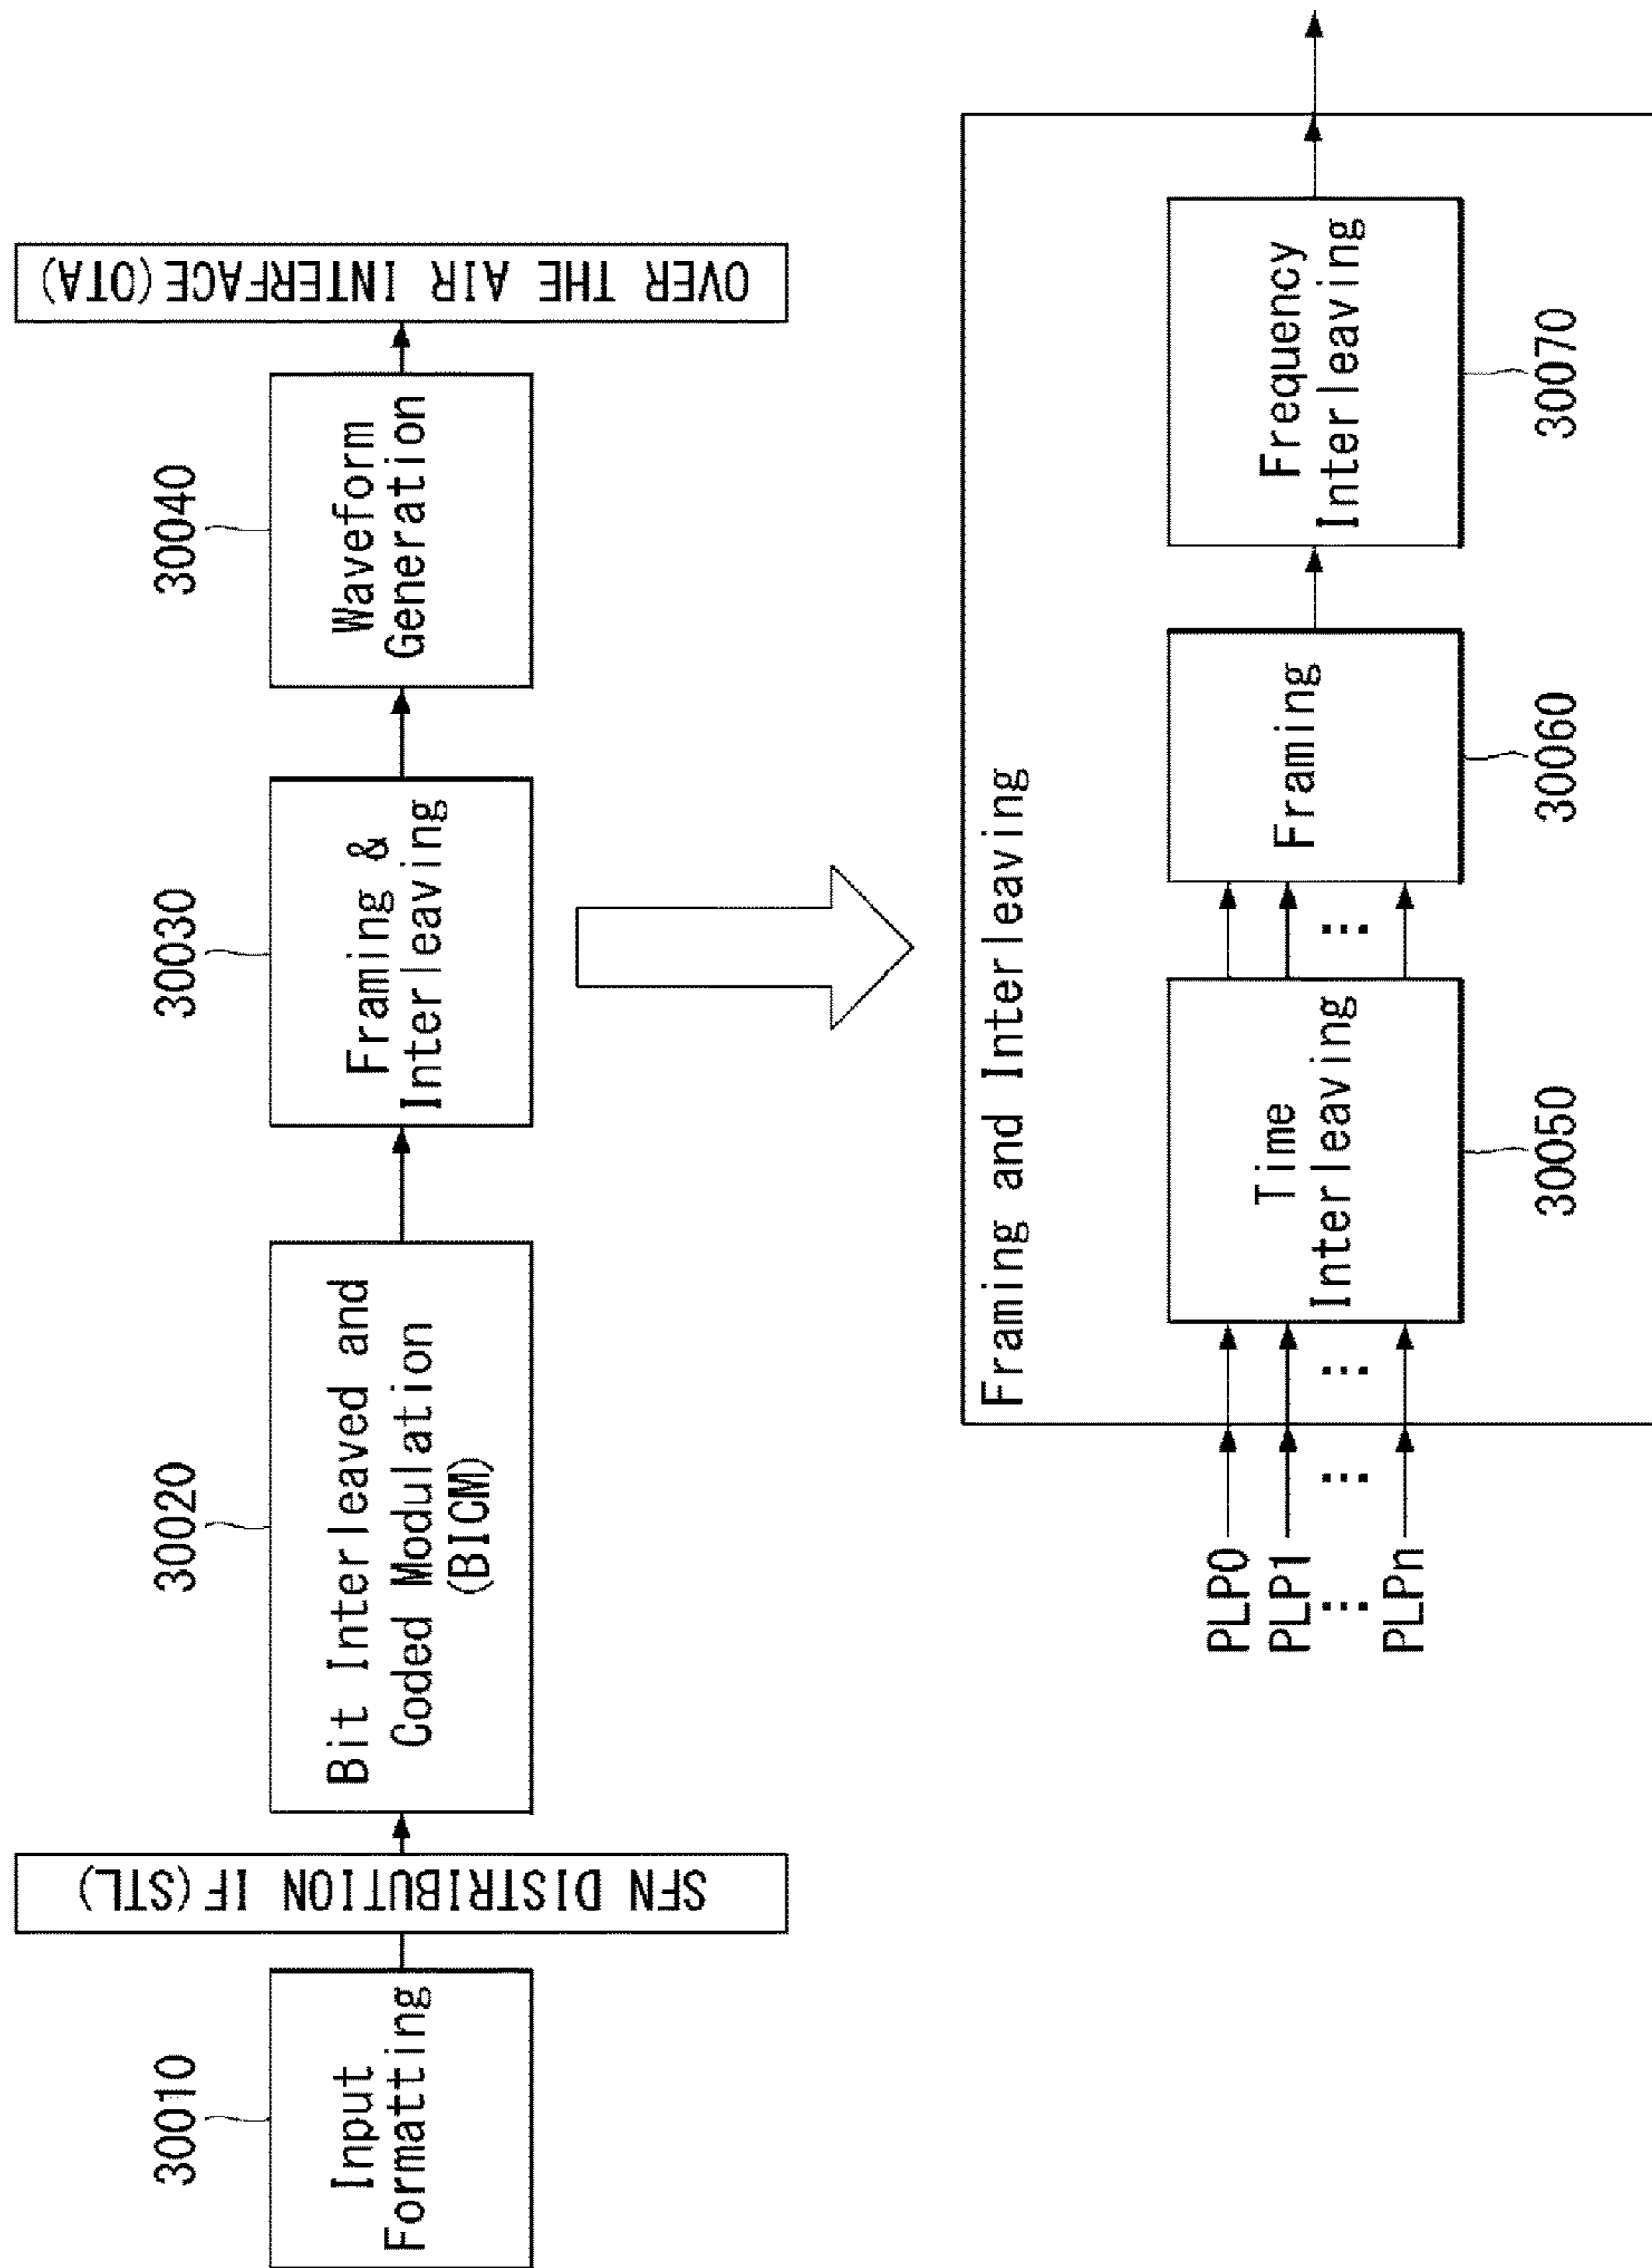 30010
Input
Formatting
SFN DISTRIBUTION IF(STL)
30020
Bit Interleaved and
Coded Modulation
(BICM)
30030
Framing &
Interleaving
30040
Waveform
Generation
OVER THE AIR INTERFACE(OTA)
Framing and Interleaving
PLP0
PLP1
⋮
PLPn
Time
Interleaving
30050
Framing
30060
Frequency
Interleaving
30070